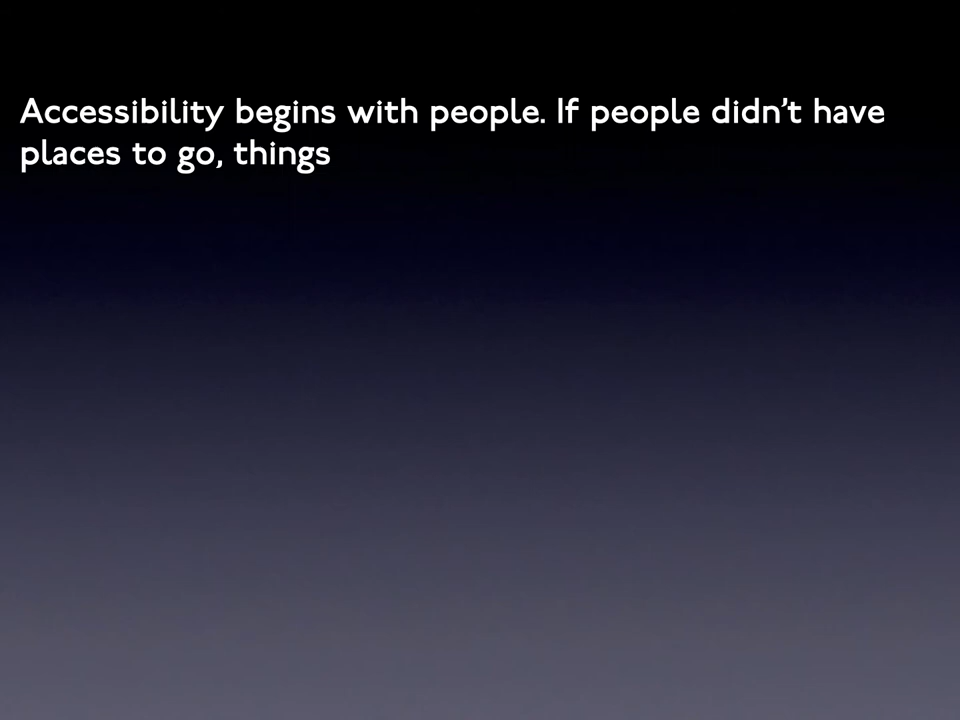 Accessibility begins with people. If people didn’t have
places to go, things